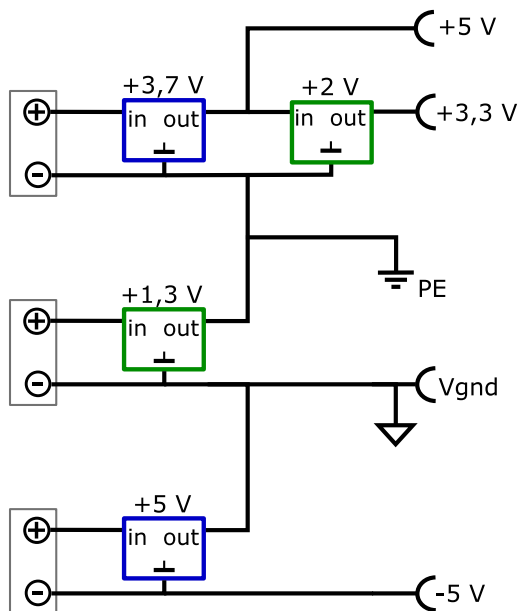 +5 V
+3,7 V
+2 V
+3,3 V
in out
in out
PE
+1,3 V
in out
Vgnd
+5 V
in out
-5 V